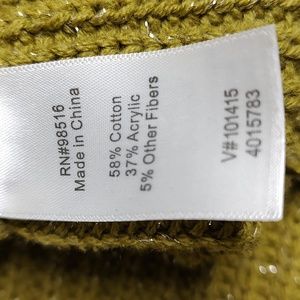 RN#98516
Made in China
58% Cotton
37% Acrylic
5% Other Fibers
V#101415
4015783